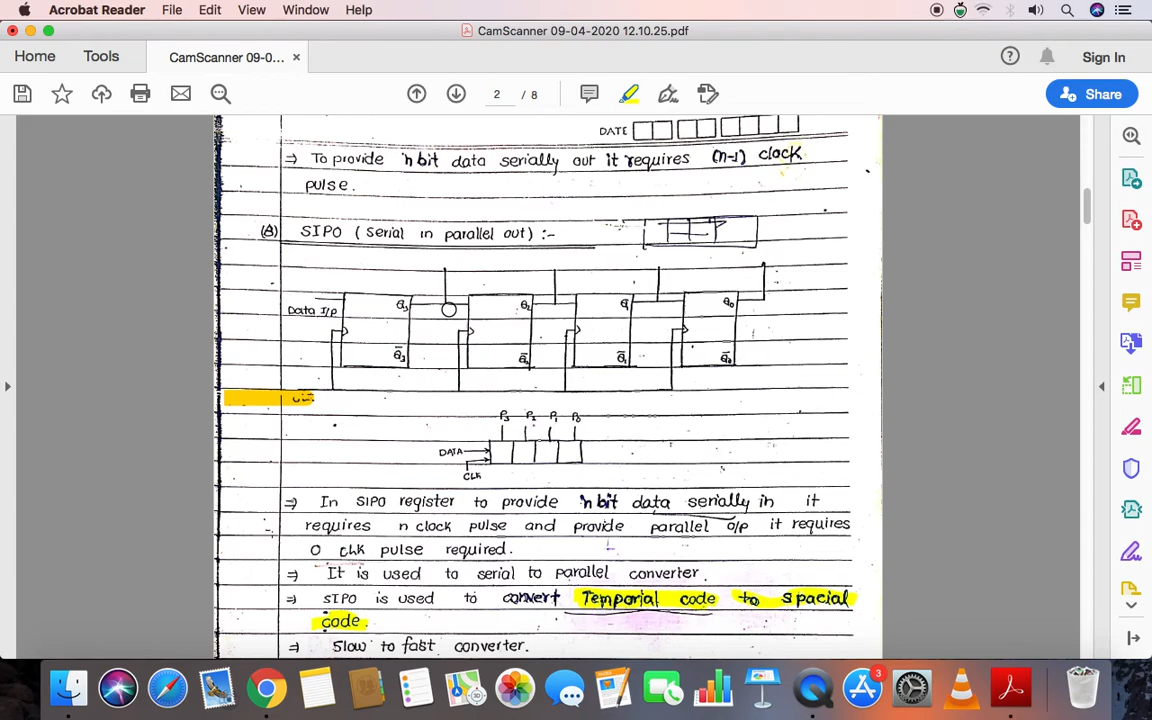 Acrobat Reader File Edit View Window Help
CamScanner 09-04-2020 12.10.25.pdf
Home Tools CamScanner 09-0... × Sign In
2 / 8 Share
DATE
⇒ To provide 'n bit data serially out it requires (n-1) clock
pulse.
(A) SIPO ( serial in parallel out) :-
Data I/p Q3 Q2 Q1 Q0
Q̅3 Q̅2 Q̅1 Q̅0
P3 P2 P1 P0
DATA
CLK
⇒ In SIPO register to provide 'n bit data serially in it
requires n clock pulse and provide parallel o/p it requires
0 CLK pulse required.
⇒ It is used to serial to parallel converter.
⇒ SIPO is used to convert Temporial code to spacial
code.
⇒ Slow to fast converter.
3